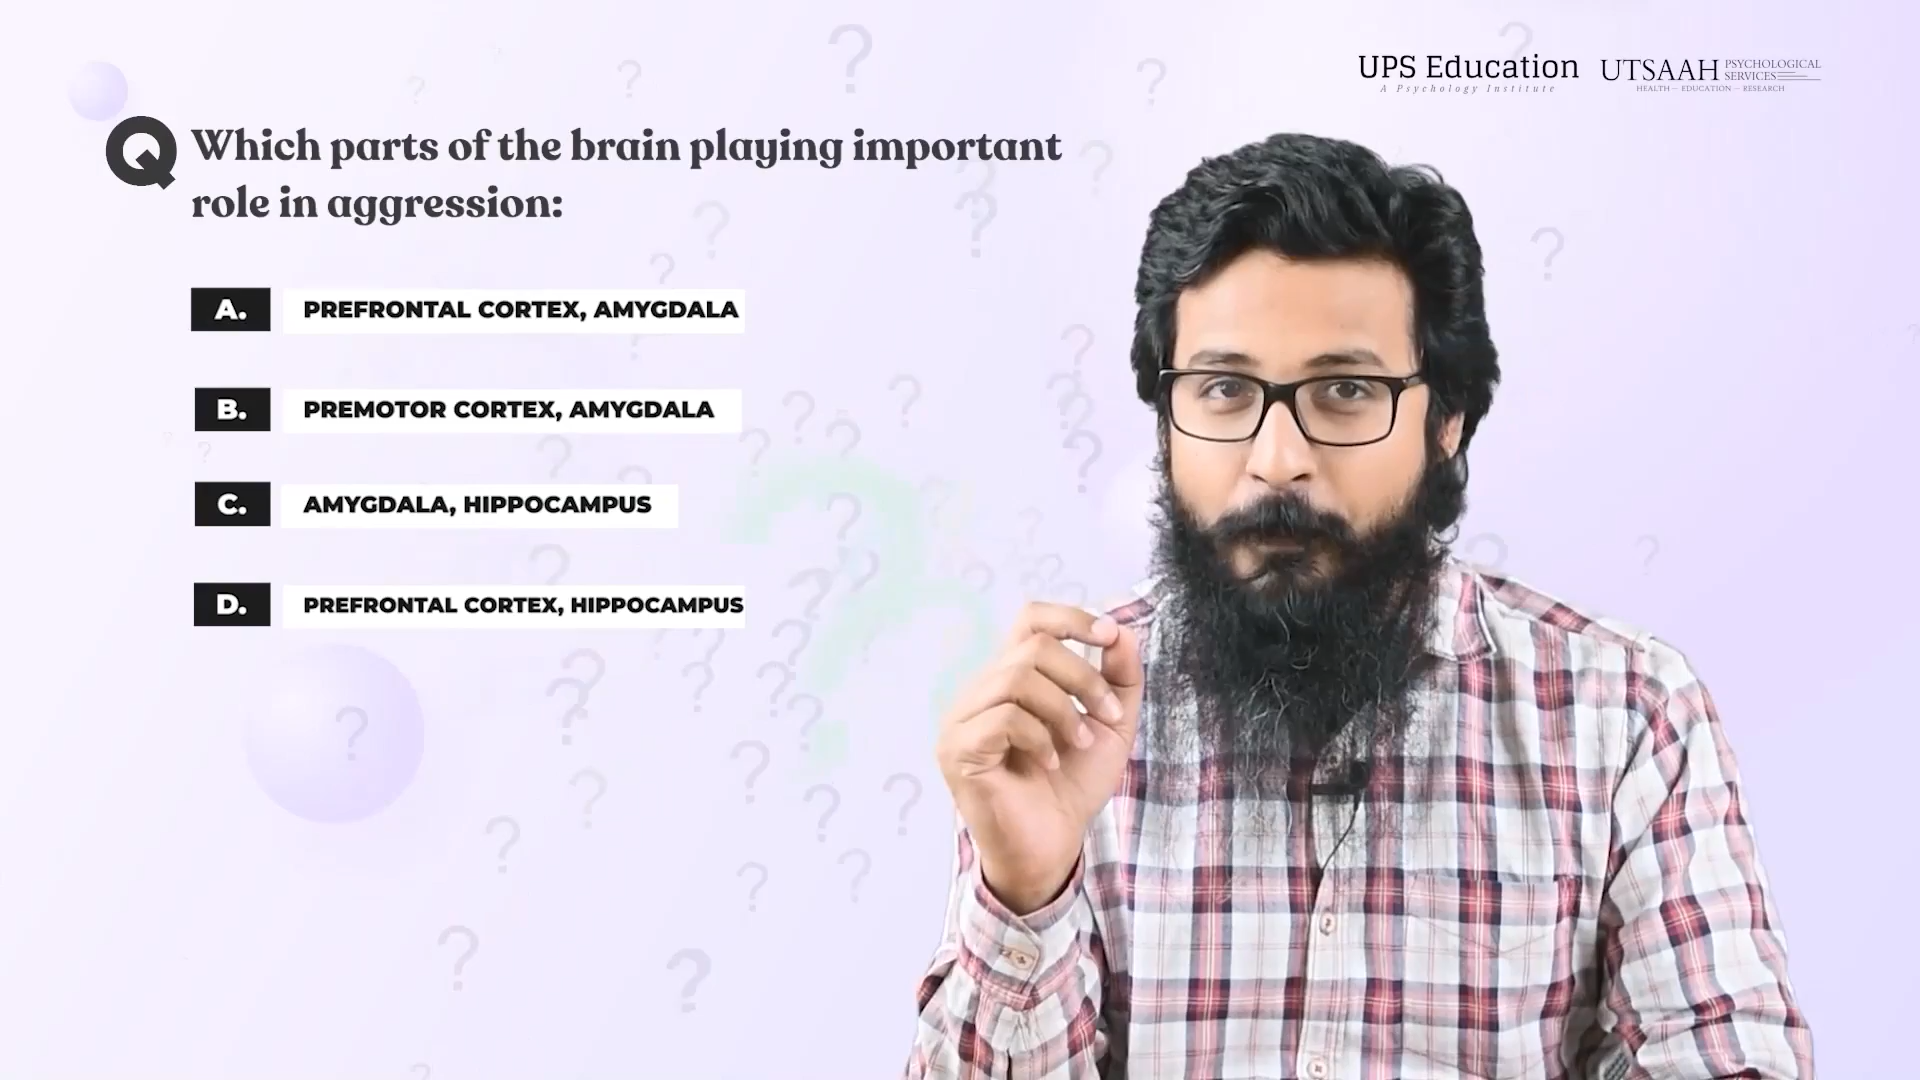 UPS Education
A Psychology Institute
UTSAAH PSYCHOLOGICAL SERVICES
HEALTH – EDUCATION – RESEARCH
Q Which parts of the brain playing important
role in aggression:
A. PREFRONTAL CORTEX, AMYGDALA
B. PREMOTOR CORTEX, AMYGDALA
C. AMYGDALA, HIPPOCAMPUS
D. PREFRONTAL CORTEX, HIPPOCAMPUS